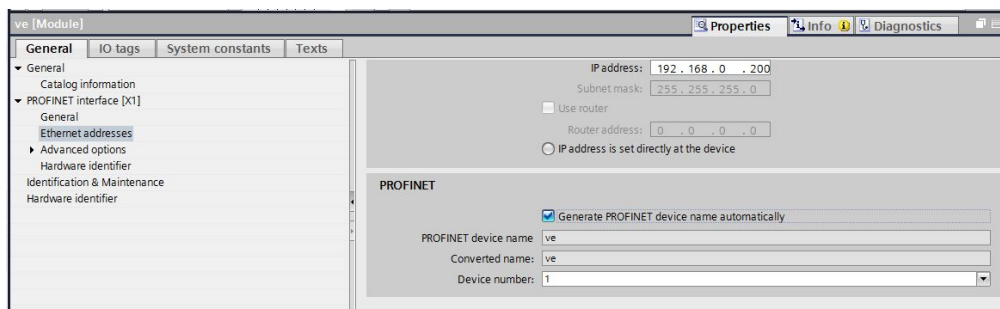 ve [Module]
Properties
Info
Diagnostics
General
IO tags
System constants
Texts
General
Catalog information
PROFINET interface [X1]
General
Ethernet addresses
Advanced options
Hardware identifier
Identification & Maintenance
Hardware identifier
IP address: 192 . 168 . 0 . 200
Subnet mask: 255 . 255 . 255 . 0
Use router
Router address: 0 . 0 . 0 . 0
IP address is set directly at the device
PROFINET
Generate PROFINET device name automatically
PROFINET device name ve
Converted name: ve
Device number: 1